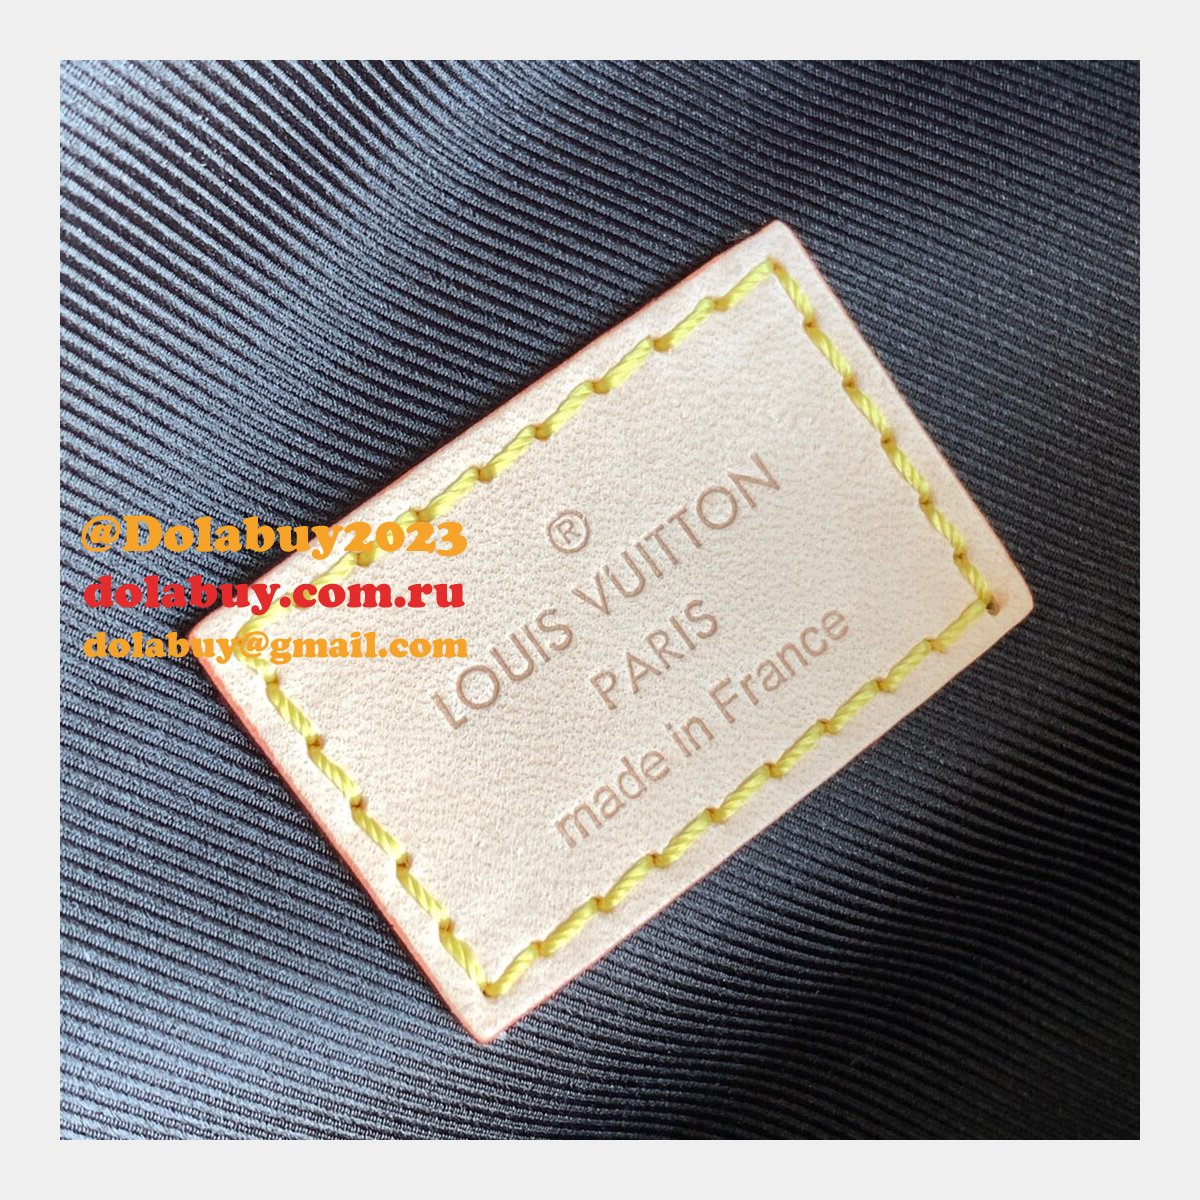 ®
LOUIS VUITTON
PARIS
made in France
@Dolabuy2023
dolabuy.com.ru
dolabuy@gmail.com